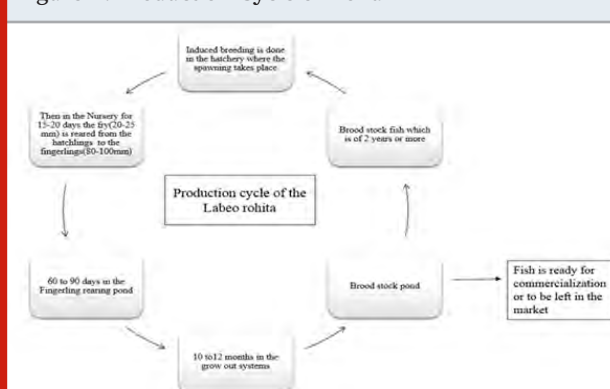 Induced breeding is done
in the hatchery where the
spawning takes place
Then in the Nursery for
15-20 days the fry(20-25
mm) is reared from the
hatchlings to the
fingerlings(80-100mm)
Brood stock fish which
is of 2 years or more
Production cycle of the
Labeo rohita
60 to 90 days in the
Fingerling rearing pond
Brood stock pond
Fish is ready for
commercialization
or to be left in the
market
10 to12 months in the
grow out systems